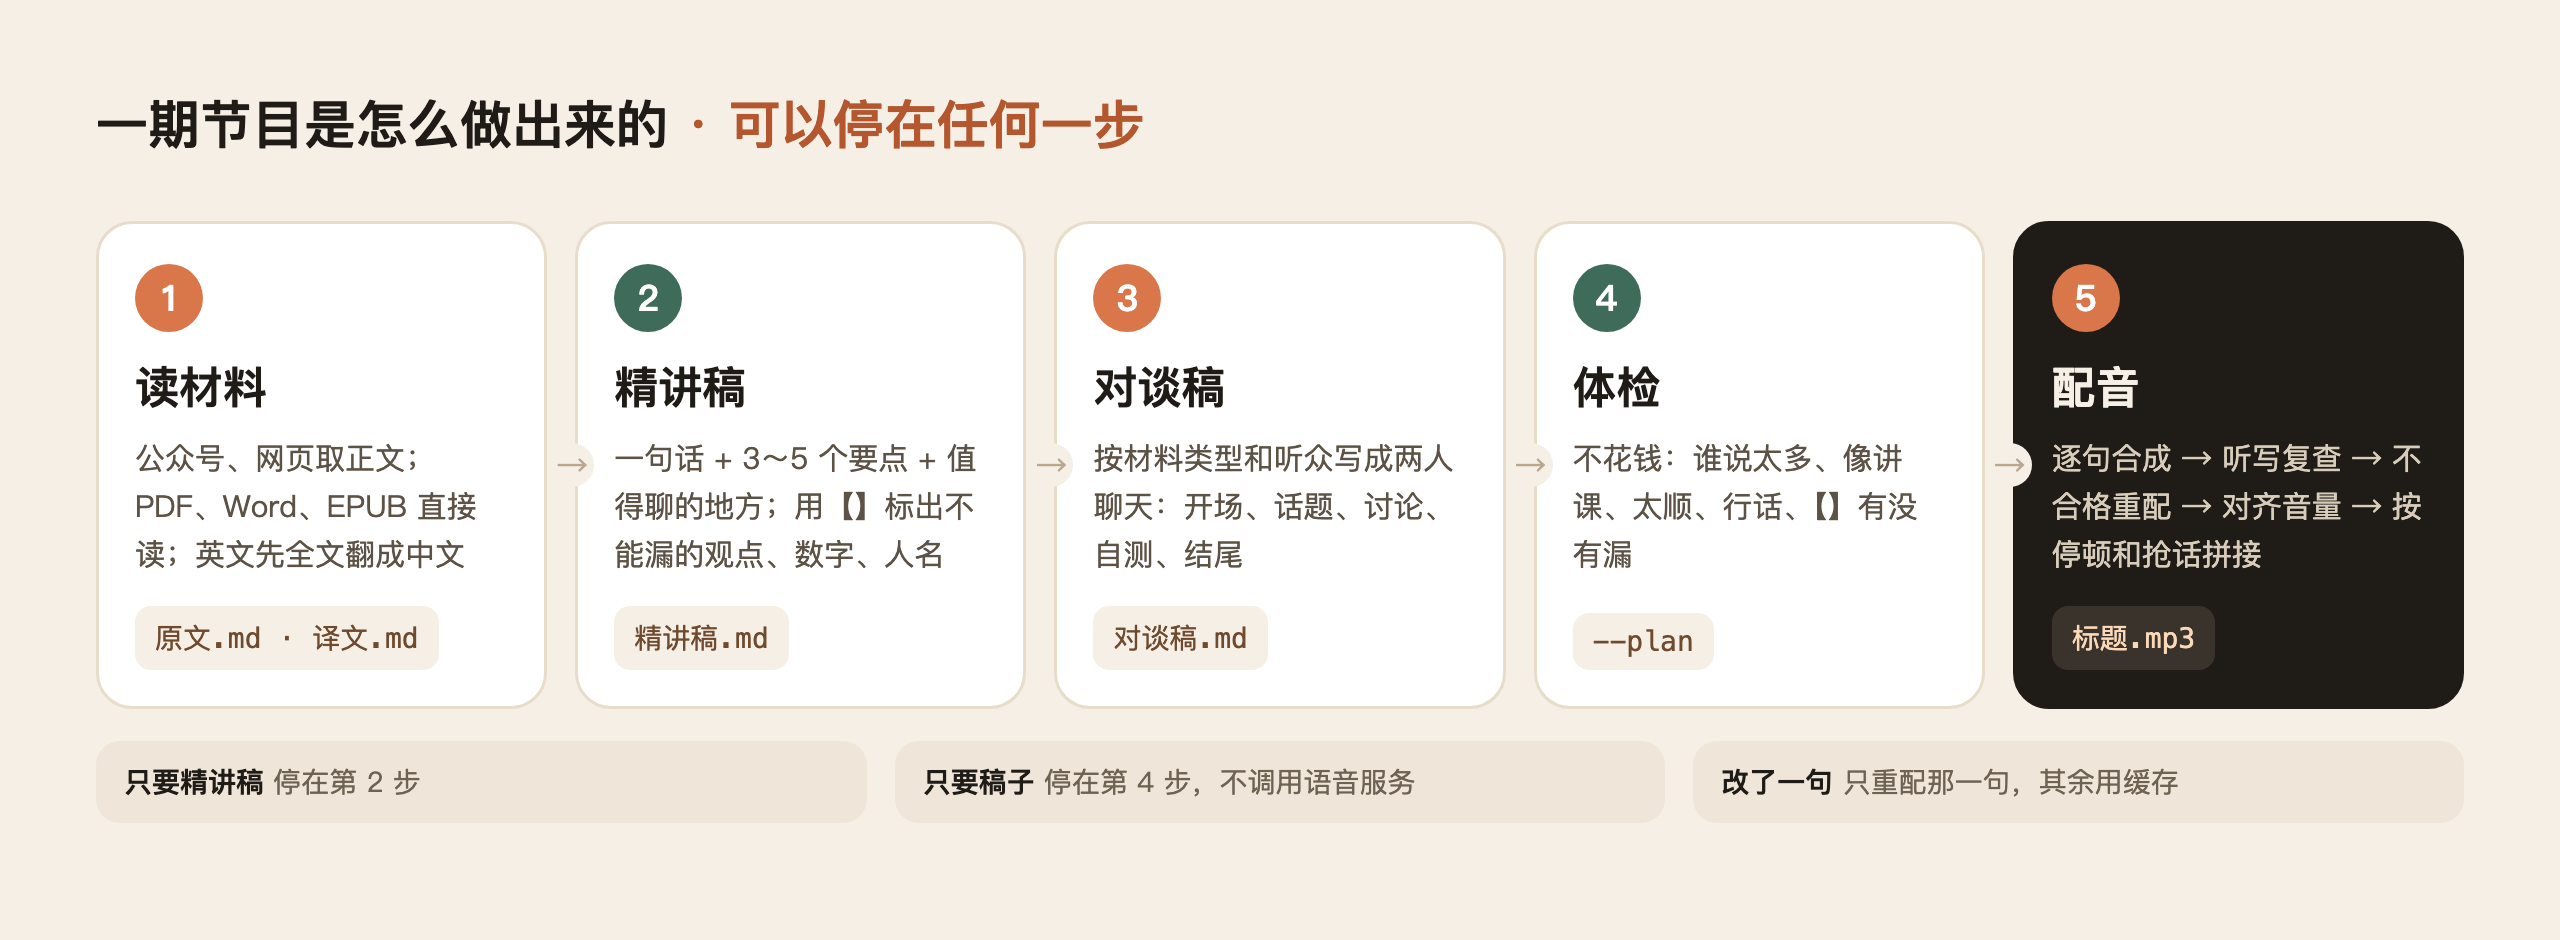 一期节目是怎么做出来的 · 可以停在任何一步
1
读材料
公众号、网页取正文；
PDF、Word、EPUB 直接
读；英文先全文翻成中文
原文.md · 译文.md
→
2
精讲稿
一句话 + 3～5 个要点 + 值
得聊的地方；用【】标出不
能漏的观点、数字、人名
精讲稿.md
→
3
对谈稿
按材料类型和听众写成两人
聊天：开场、话题、讨论、
自测、结尾
对谈稿.md
→
4
体检
不花钱：谁说太多、像讲
课、太顺、行话、【】有没
有漏
--plan
→
5
配音
逐句合成 → 听写复查 → 不
合格重配 → 对齐音量 → 按
停顿和抢话拼接
标题.mp3
只要精讲稿 停在第 2 步
只要稿子 停在第 4 步，不调用语音服务
改了一句 只重配那一句，其余用缓存